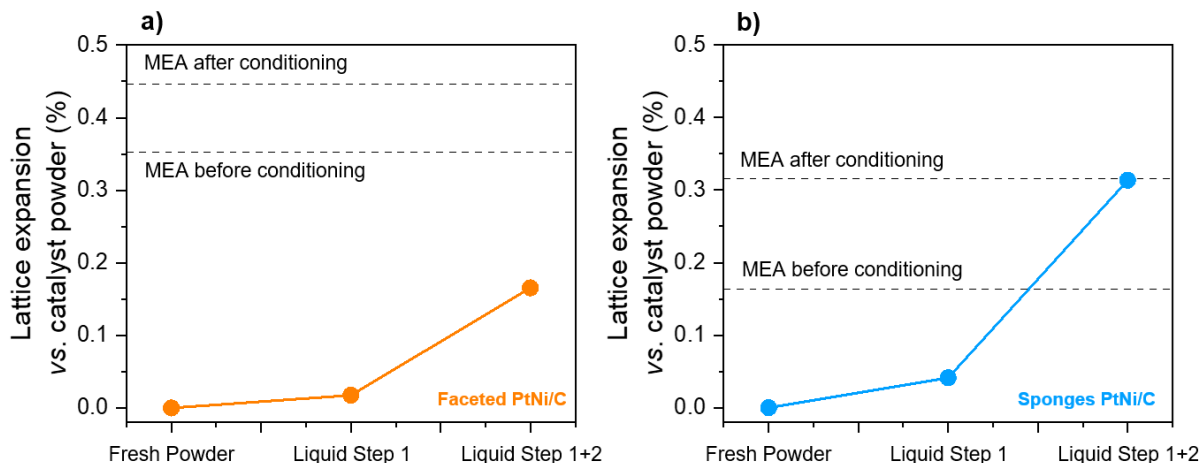 a)
Lattice expansion
vs. catalyst powder (%)
0.5
0.4
0.3
0.2
0.1
0.0
MEA after conditioning
MEA before conditioning
Faceted PtNi/C
Fresh Powder
Liquid Step 1
Liquid Step 1+2
b)
Lattice expansion
vs. catalyst powder (%)
0.5
0.4
0.3
0.2
0.1
0.0
MEA after conditioning
MEA before conditioning
Sponges PtNi/C
Fresh Powder
Liquid Step 1
Liquid Step 1+2